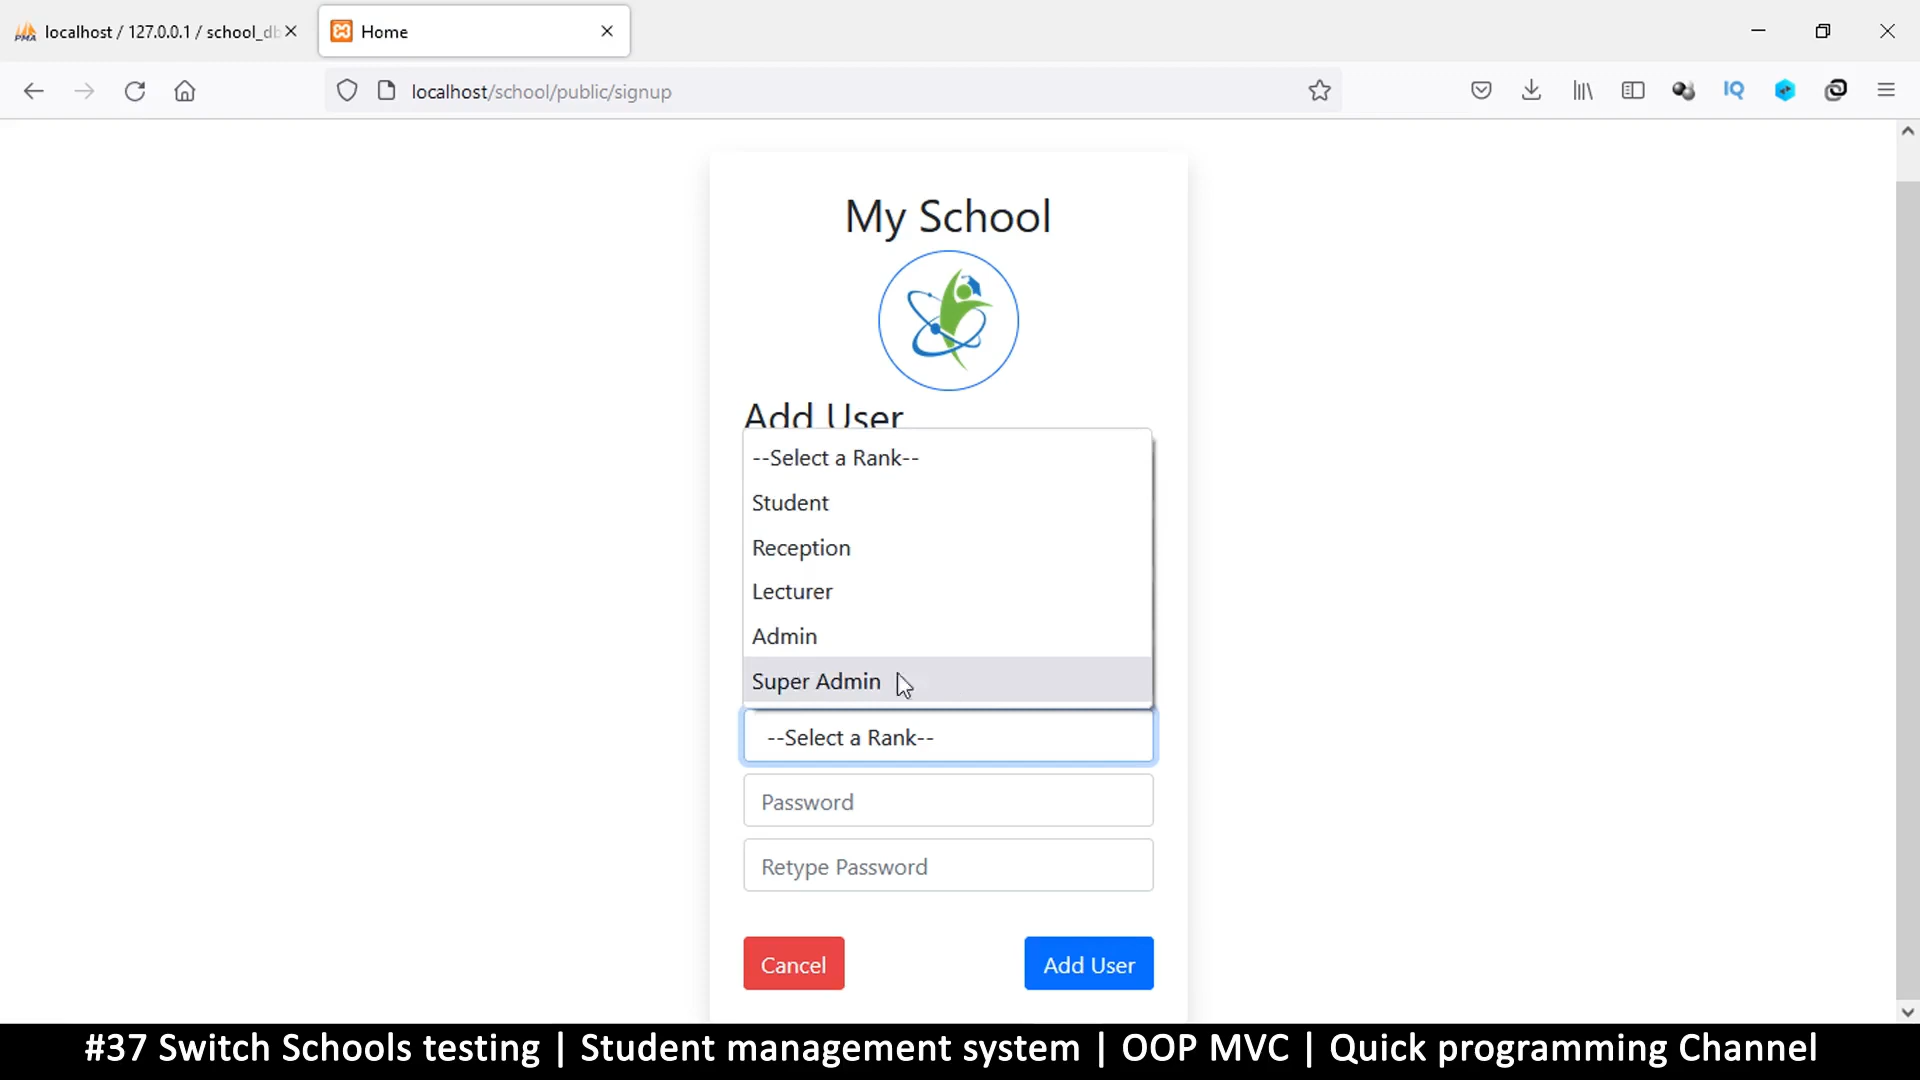 localhost / 127.0.0.1 / school_db
Home
localhost/school/public/signup
IQ
My School
Add User
--Select a Rank--
Student
Reception
Lecturer
Admin
Super Admin
--Select a Rank--
Password
Retype Password
Cancel
Add User
#37 Switch Schools testing | Student management system | OOP MVC | Quick programming Channel